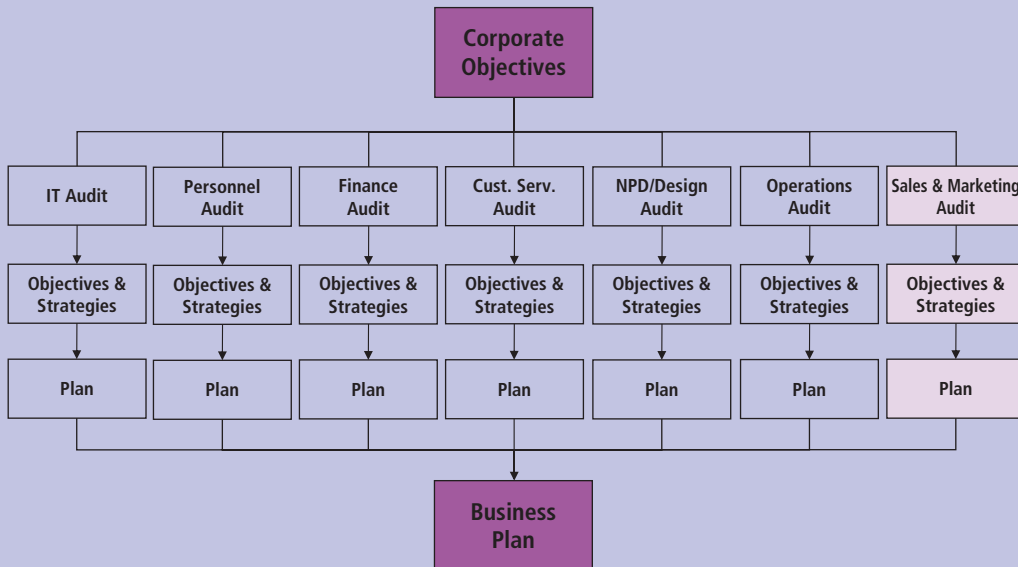 Corporate
Objectives
IT Audit
Personnel
Audit
Finance
Audit
Cust. Serv.
Audit
NPD/Design
Audit
Operations
Audit
Sales & Marketing
Audit
Objectives &
Strategies
Objectives &
Strategies
Objectives &
Strategies
Objectives &
Strategies
Objectives &
Strategies
Objectives &
Strategies
Objectives &
Strategies
Plan
Plan
Plan
Plan
Plan
Plan
Plan
Business
Plan